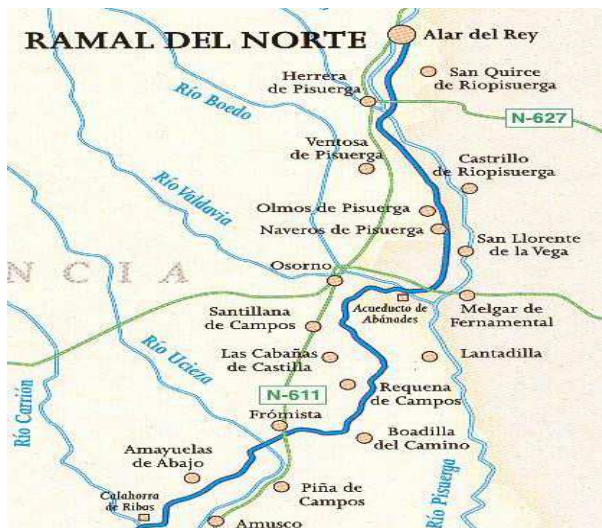 RAMAL DEL NORTE
Alar del Rey
San Quirce
de Riopisuerga
Herrera
de Pisuerga
Río Boedo
N-627
Ventosa
de Pisuerga
Castrillo
de Riopisuerga
Río Valdavia
Olmos de Pisuerga
Naveros de Pisuerga
San Llorente
de la Vega
NCIA
Osorno
Acueducto de
Abánades
Melgar de
Fernamental
Santillana
de Campos
Río Ucieza
Las Cabañas
de Castilla
Lantadilla
N-611
Requena
de Campos
Río Carrión
Frómista
Boadilla
del Camino
Amayuelas
de Abajo
Río Pisuerga
Calahorra
de Ribas
Piña de
Campos
Amusco